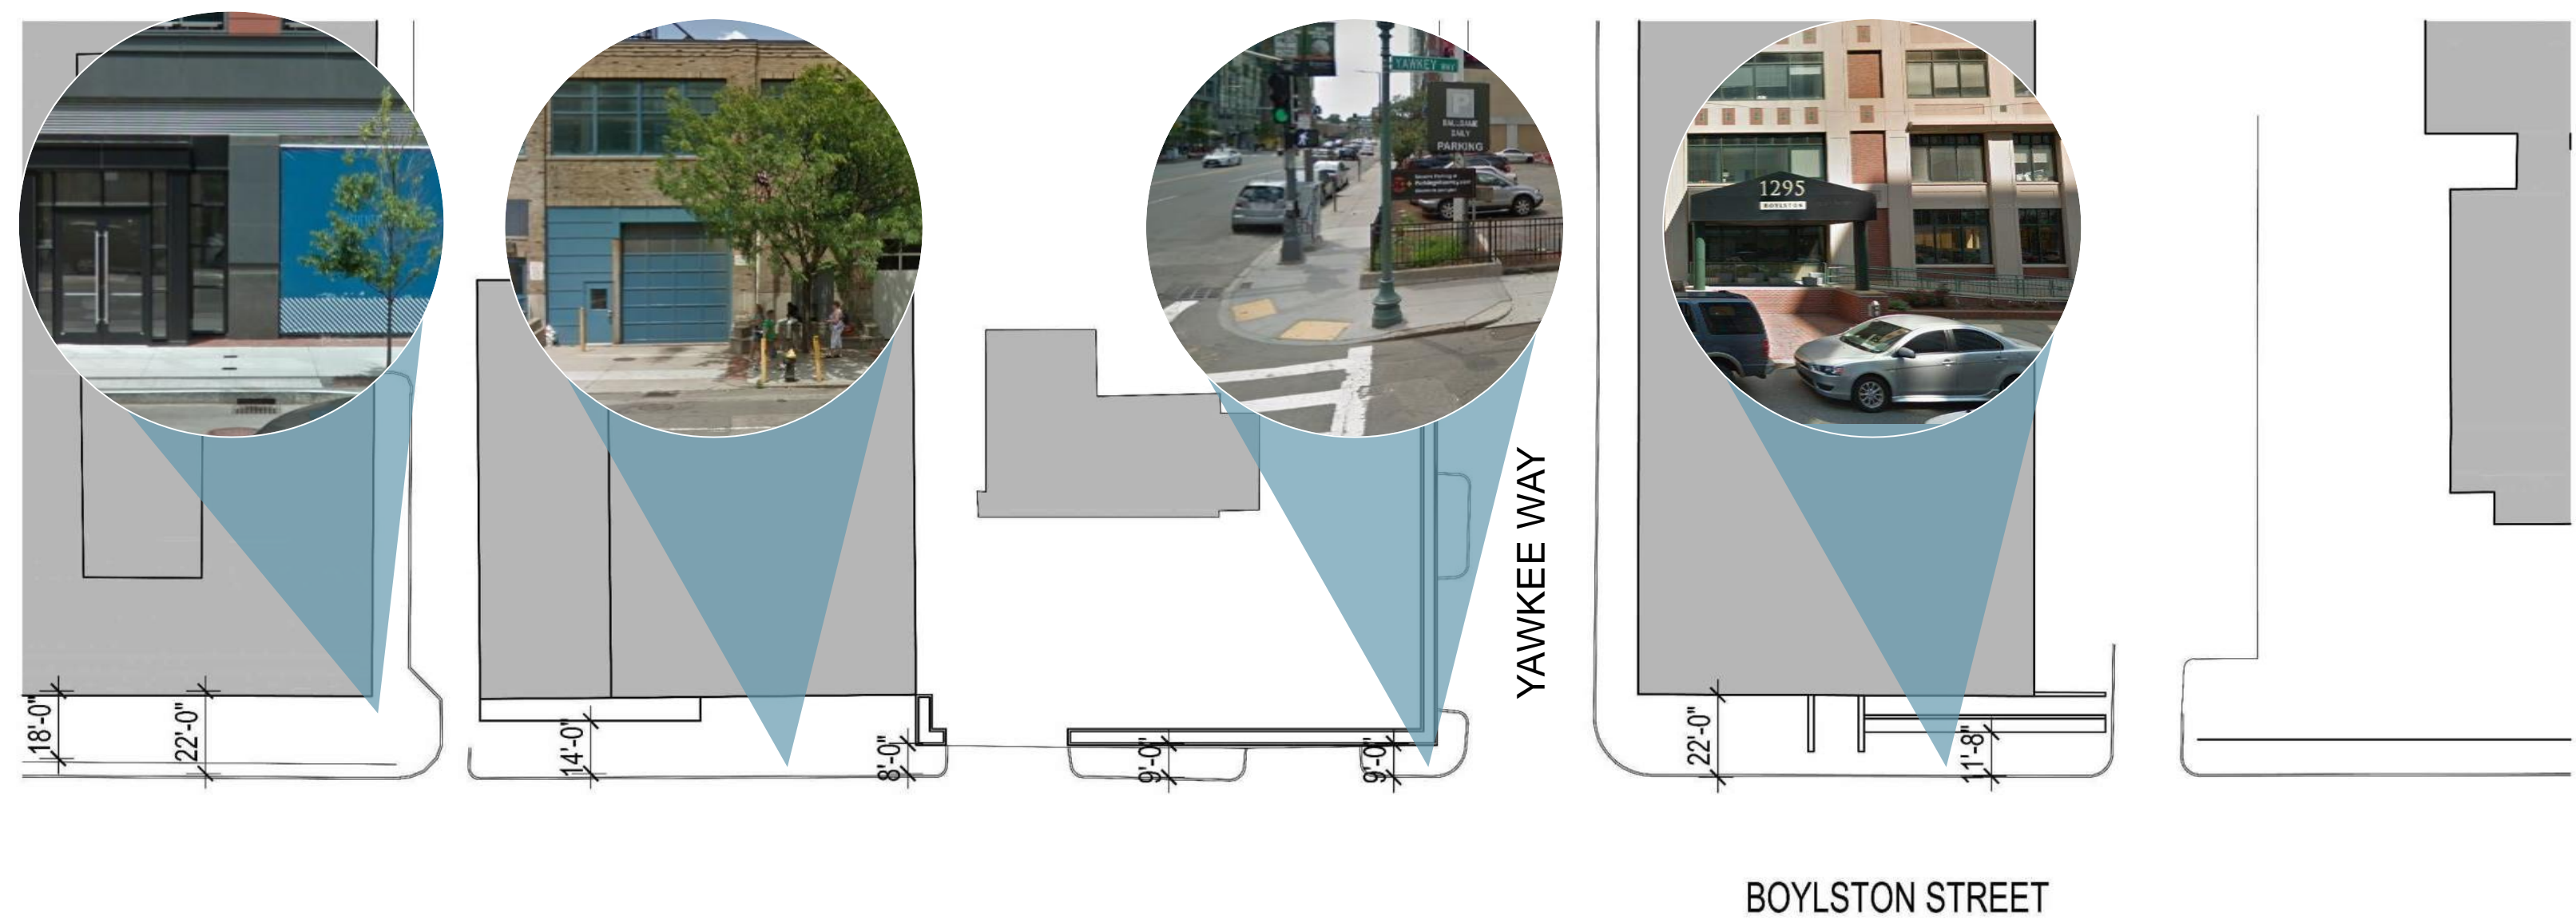 YAWKEY WAY
P
DAILY
PARKING
1295
BOYLSTON
YAWKEE WAY
18'-0"
22'-0"
14'-0"
8'-0"
9'-0"
9'-0"
22'-0"
11'-8"
BOYLSTON STREET